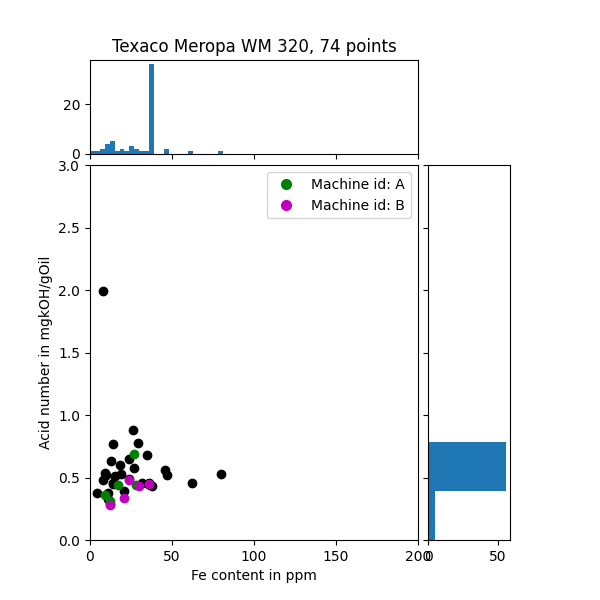 Texaco Meropa WM 320, 74 points
20
0
3.0
2.5
2.0
1.5
1.0
0.5
0.0
Acid number in mgkOH/gOil
Machine id: A
Machine id: B
0 50 100 150 200
0 50
Fe content in ppm